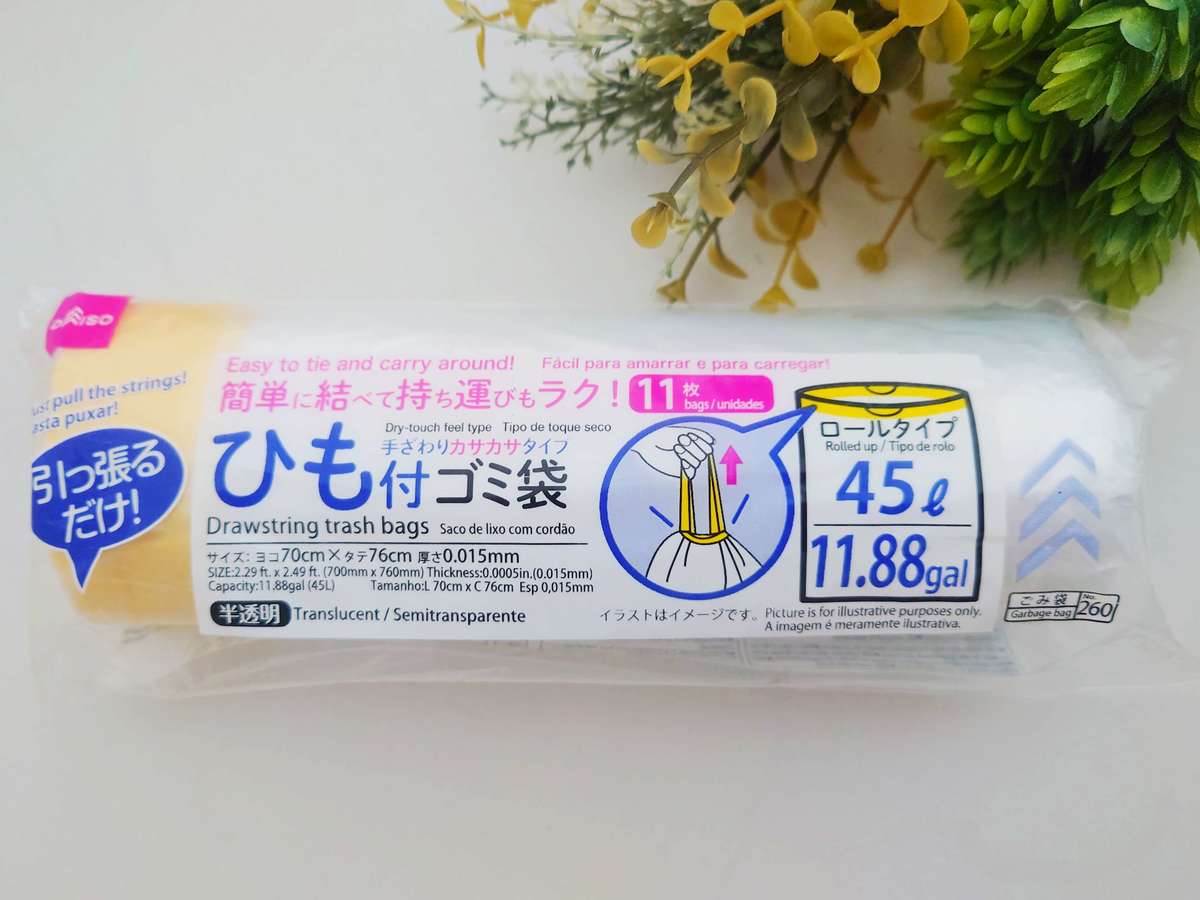 DAISO
just pull the strings!
Basta puxar!
引っ張る
だけ!
Easy to tie and carry around! Fácil para amarrar e para carregar!
簡単に結べて持ち運びもラク! 11枚 bags / unidades
Dry-touch feel type Tipo de toque seco
手ざわりカサカサタイプ
ひも付ゴミ袋
Drawstring trash bags Saco de lixo com cordão
サイズ: ヨコ70cm×タテ76cm 厚さ0.015mm
SIZE:2.29 ft. x 2.49 ft. (700mm x 760mm) Thickness:0.0005in.(0.015mm)
Capacity:11.88gal (45L) Tamanho:L 70cm x C 76cm Esp 0,015mm
半透明 Translucent / Semitransparente
イラストはイメージです。 Picture is for illustrative purposes only.
A imagem é meramente ilustrativa.
ロールタイプ
Rolled up / Tipo de rolo
45ℓ
11.88gal
ごみ袋
Garbage bag
No.
260